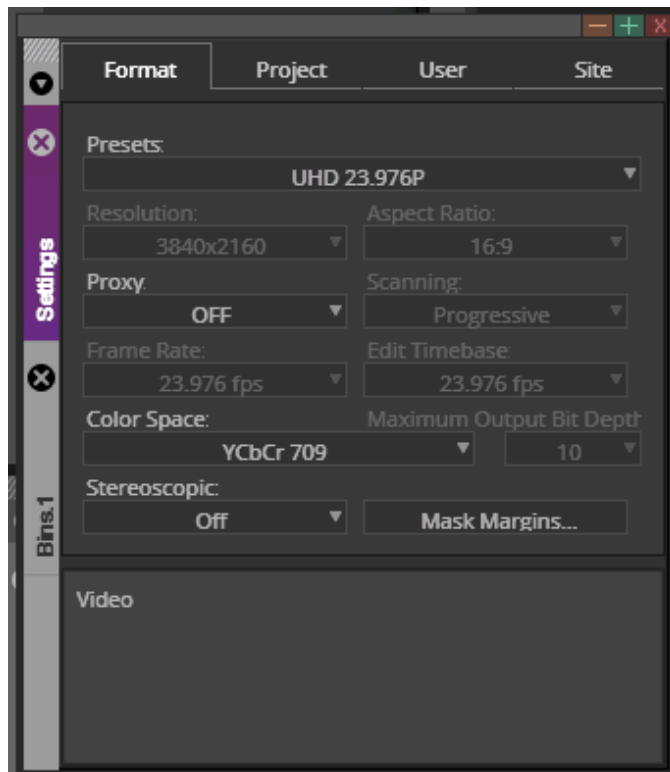 Format Project User Site
Presets:
UHD 23.976P
Resolution: Aspect Ratio:
3840x2160 16:9
Proxy: Scanning:
OFF Progressive
Frame Rate: Edit Timebase:
23.976 fps 23.976 fps
Color Space: Maximum Output Bit Depth
YCbCr 709 10
Stereoscopic:
Off Mask Margins...
Video
Settings
Bins.1